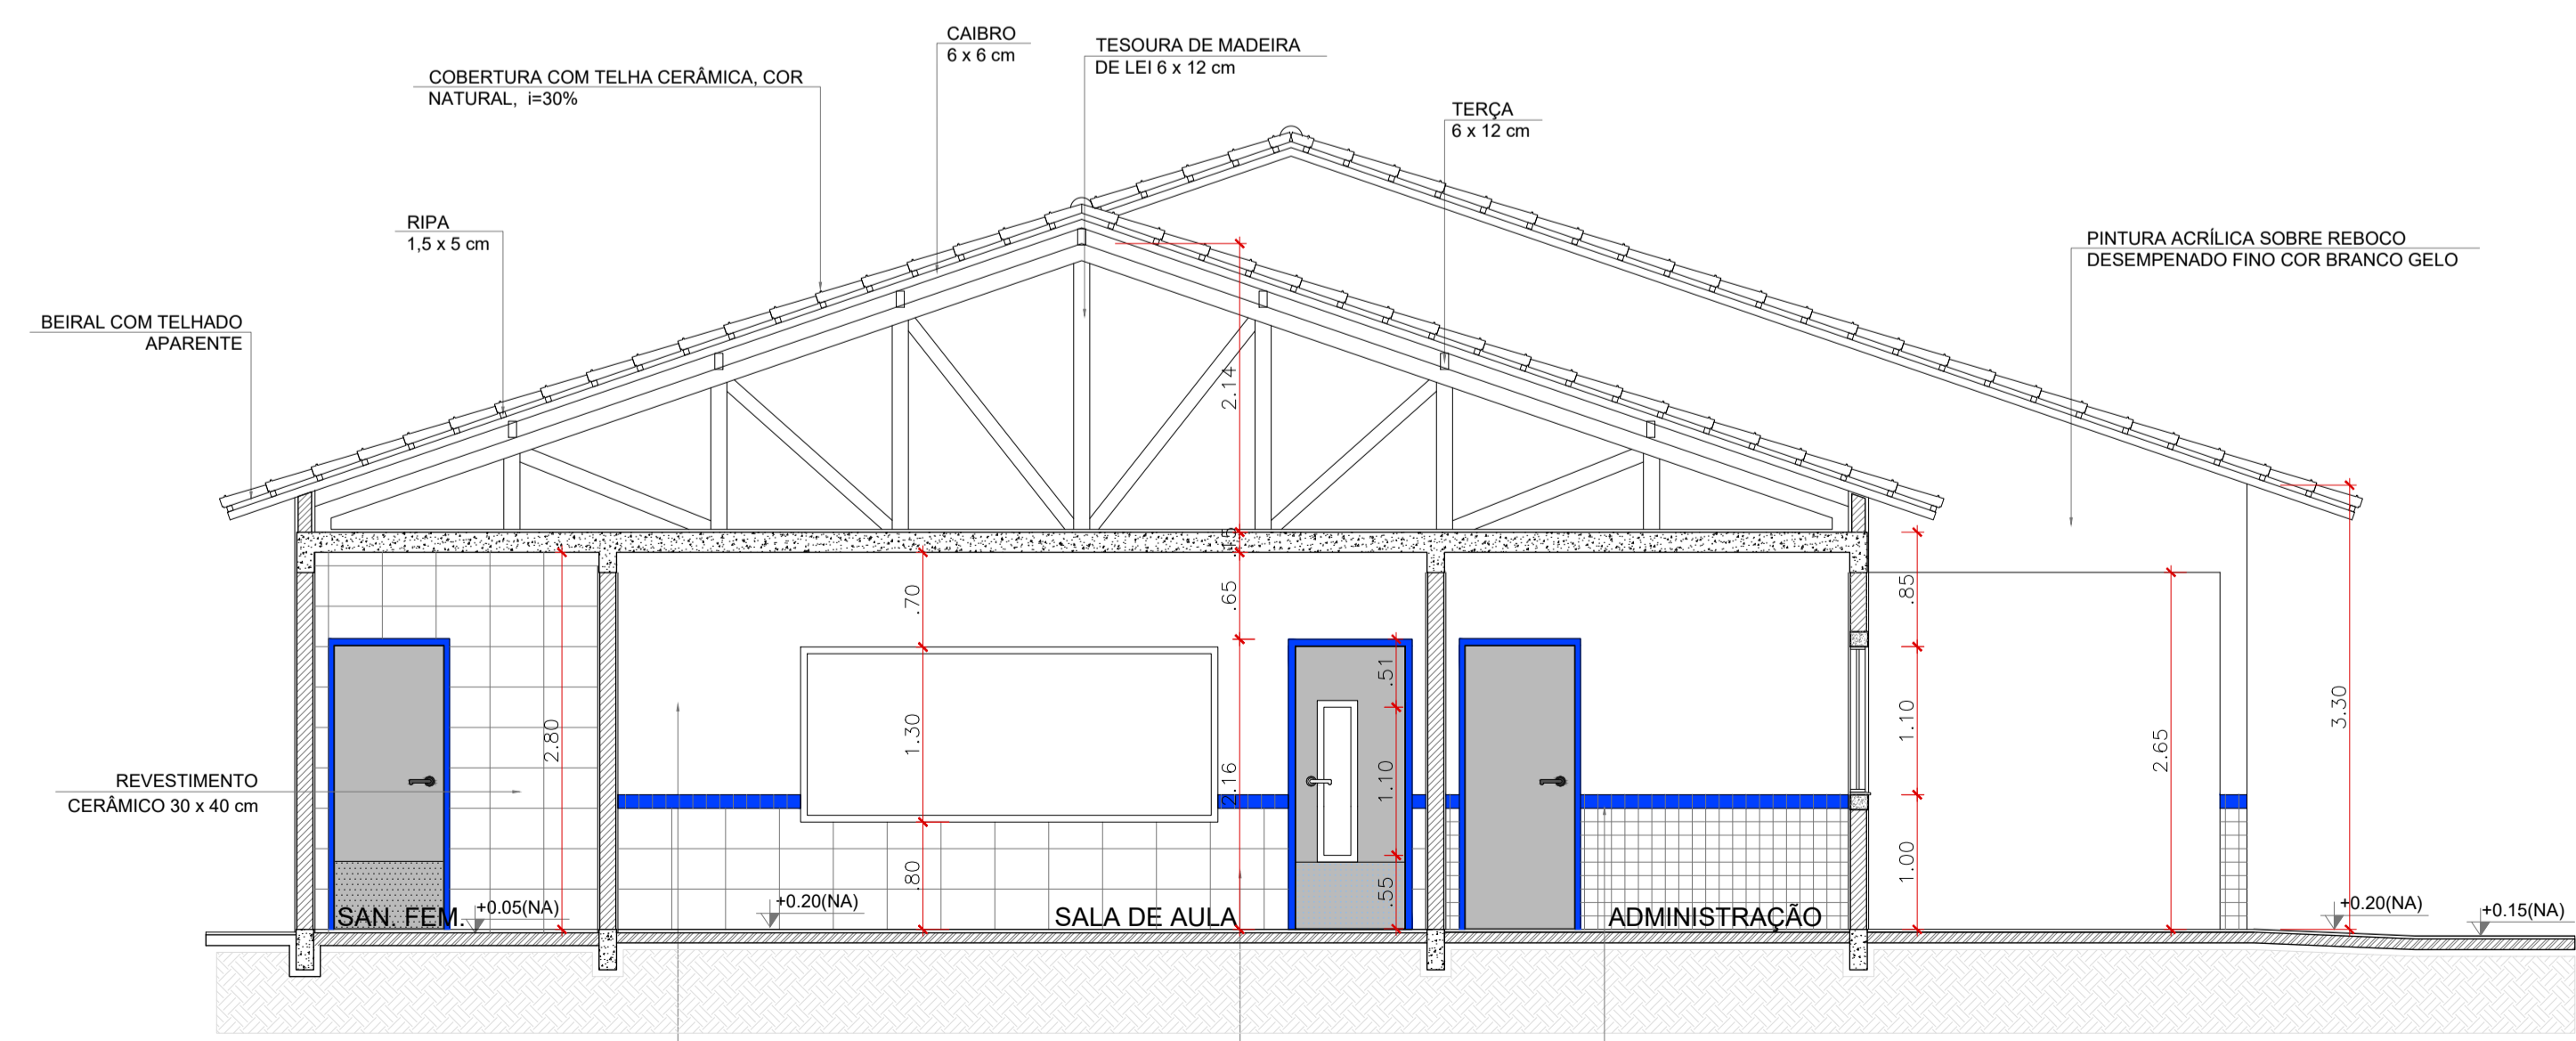 CAIBRO
6 x 6 cm
TESOURA DE MADEIRA
DE LEI 6 x 12 cm
COBERTURA COM TELHA CERÂMICA, COR
NATURAL, i=30%
TERÇA
6 x 12 cm
RIPA
1,5 x 5 cm
PINTURA ACRÍLICA SOBRE REBOCO
DESEMPENADO FINO COR BRANCO GELO
BEIRAL COM TELHADO
APARENTE
2.14
.70
.65
.85
.51
2.80
1.30
2.16
1.10
1.10
2.65
3.30
REVESTIMENTO
CERÂMICO 30 x 40 cm
.80
.55
1.00
SAN. FEM.
+0.05(NA)
+0.20(NA)
SALA DE AULA
ADMINISTRAÇÃO
+0.20(NA)
+0.15(NA)